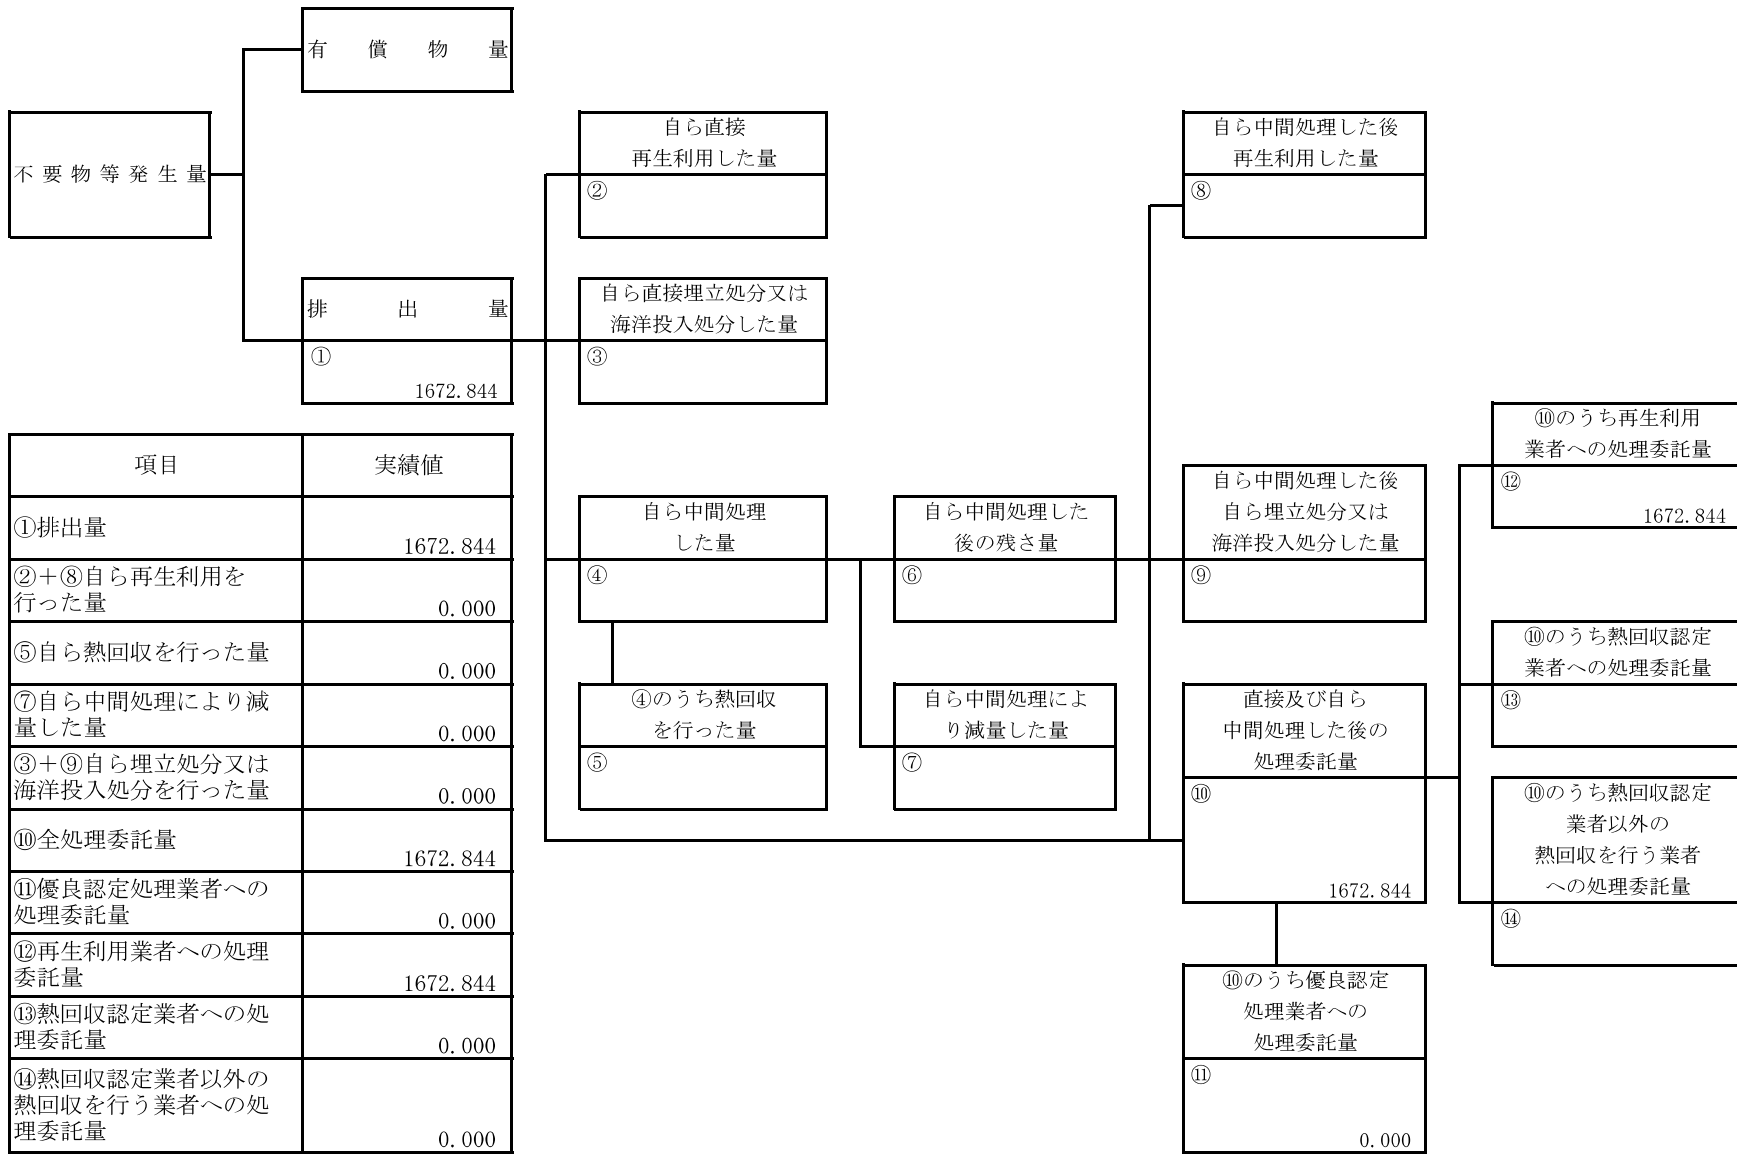 有償物量
不要物等発生量
排出量
①
1672.844
自ら直接
再生利用した量
②
自ら直接埋立処分又は
海洋投入処分した量
③
自ら中間処理
した量
④
④のうち熱回収
を行った量
⑤
自ら中間処理した
後の残さ量
⑥
自ら中間処理によ
り減量した量
⑦
自ら中間処理した後
再生利用した量
⑧
自ら中間処理した後
自ら埋立処分又は
海洋投入処分した量
⑨
直接及び自ら
中間処理した後の
処理委託量
⑩
1672.844
⑩のうち優良認定
処理業者への
処理委託量
⑪
0.000
⑩のうち再生利用
業者への処理委託量
⑫
1672.844
⑩のうち熱回収認定
業者への処理委託量
⑬
⑩のうち熱回収認定
業者以外の
熱回収を行う業者
への処理委託量
⑭
項目 実績値
①排出量
1672.844
②＋⑧自ら再生利用を
行った量
0.000
⑤自ら熱回収を行った量
0.000
⑦自ら中間処理により減
量した量
0.000
③＋⑨自ら埋立処分又は
海洋投入処分を行った量
0.000
⑩全処理委託量
1672.844
⑪優良認定処理業者への
処理委託量
0.000
⑫再生利用業者への処理
委託量
1672.844
⑬熱回収認定業者への処
理委託量
0.000
⑭熱回収認定業者以外の
熱回収を行う業者への処
理委託量
0.000